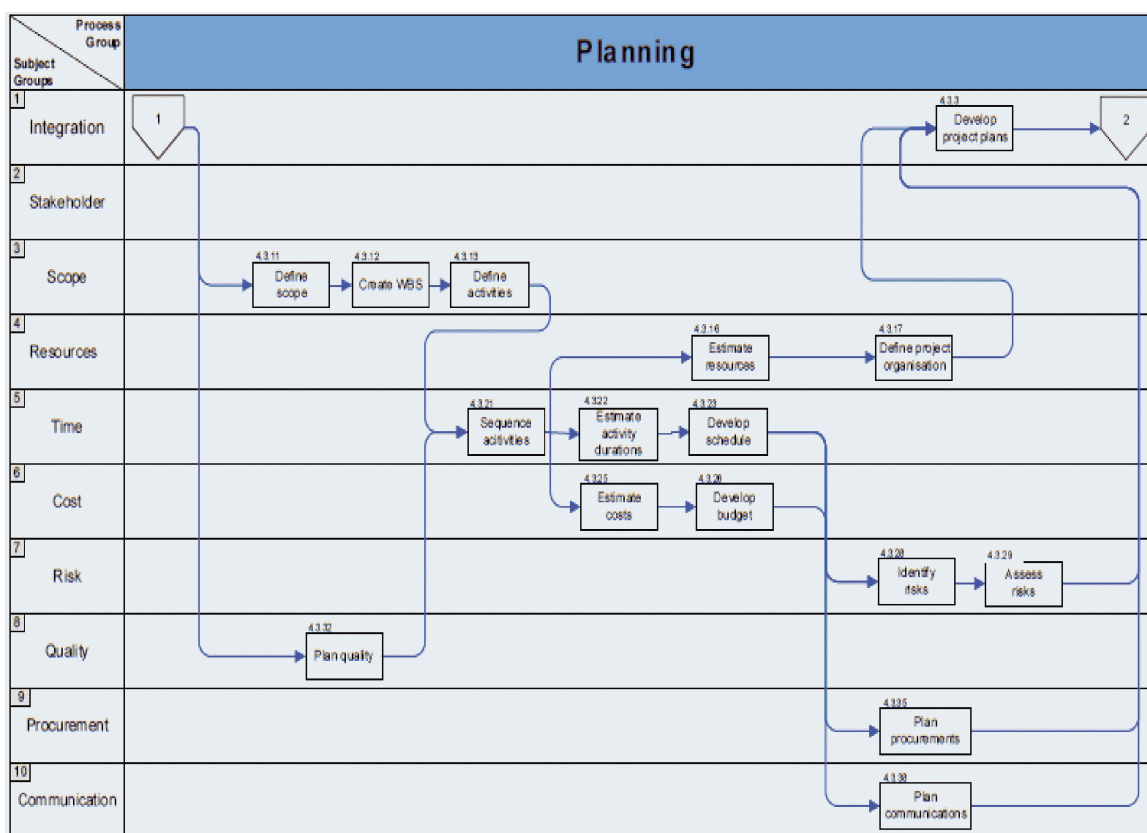 Process
Group
Subject
Groups
Planning
1
Integration
1
4.3.3
Develop
project plans
2
2
Stakeholder
3
Scope
4.3.11
Define
scope
4.3.12
Create WBS
4.3.13
Define
activities
4
Resources
4.3.16
Estimate
resources
4.3.17
Define project
organisation
5
Time
4.3.21
Sequence
acitivities
4.3.22
Estimate
activity
durations
4.3.23
Develop
schedule
6
Cost
4.3.25
Estimate
costs
4.3.26
Develop
budget
7
Risk
4.3.28
Identify
risks
4.3.29
Assess
risks
8
Quality
4.3.32
Plan quality
9
Procurement
4.3.35
Plan
procurements
10
Communication
4.3.38
Plan
communications